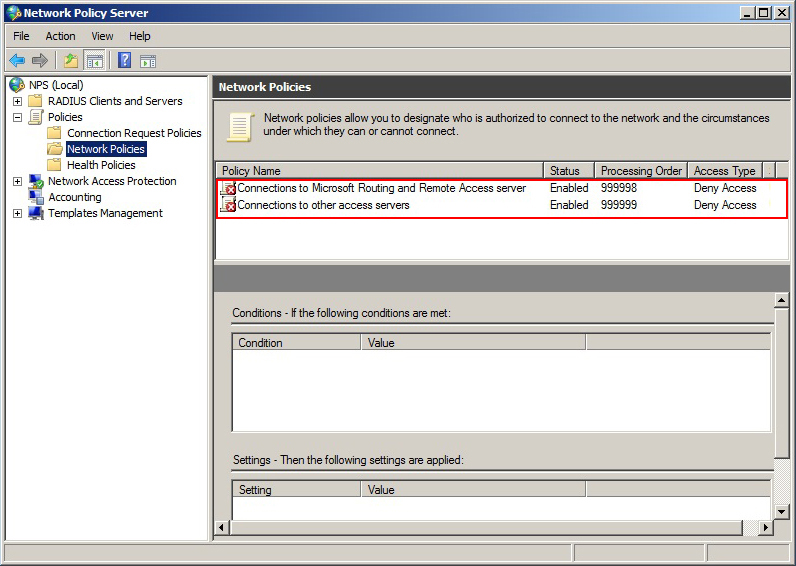 Network Policy Server
File Action View Help
NPS (Local)
RADIUS Clients and Servers
Policies
Connection Request Policies
Network Policies
Health Policies
Network Access Protection
Accounting
Templates Management
Network Policies
Network policies allow you to designate who is authorized to connect to the network and the circumstances
under which they can or cannot connect.
Policy Name Status Processing Order Access Type
Connections to Microsoft Routing and Remote Access server Enabled 999998 Deny Access
Connections to other access servers Enabled 999999 Deny Access
Conditions - If the following conditions are met:
Condition Value
Settings - Then the following settings are applied:
Setting Value